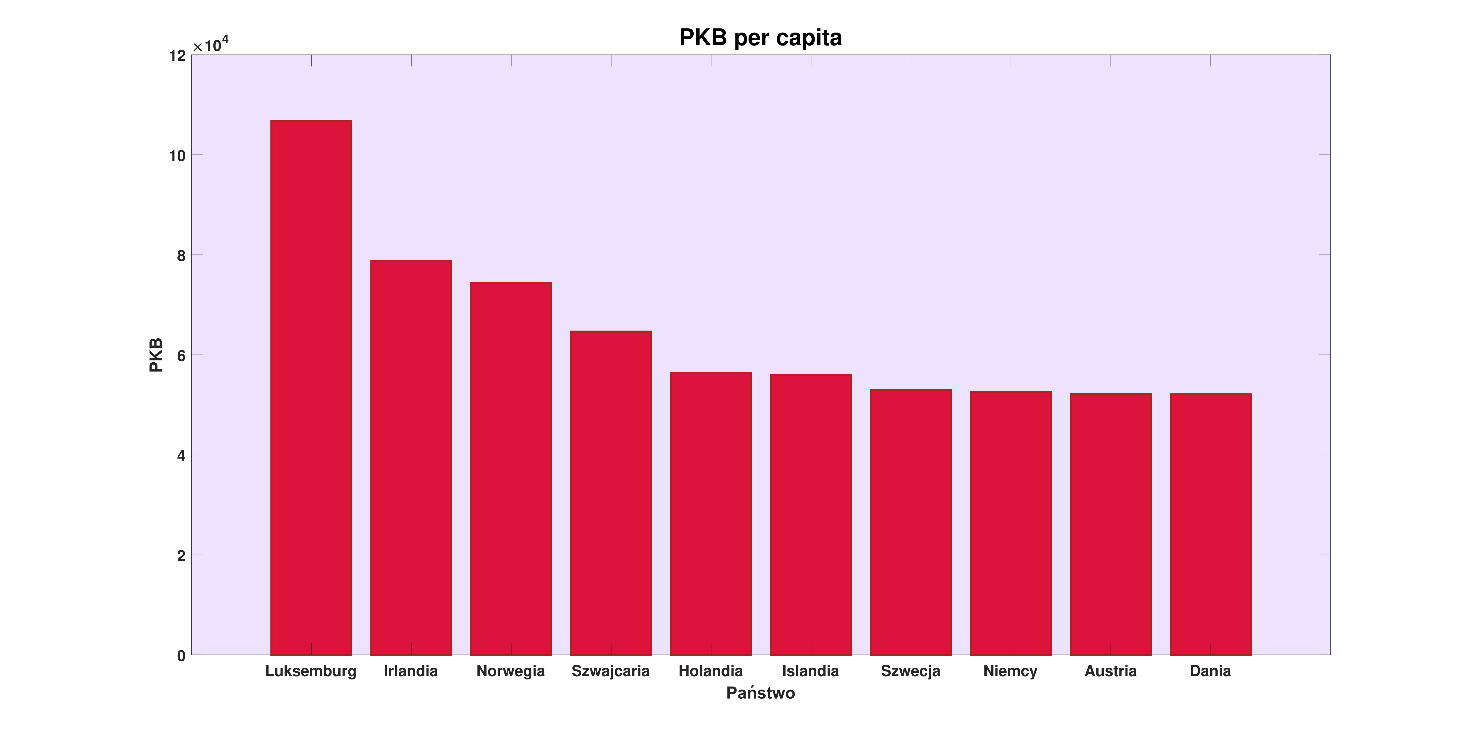 PKB per capita
×10⁴
12
10
8
6
4
2
0
PKB
Luksemburg Irlandia Norwegia Szwajcaria Holandia Islandia Szwecja Niemcy Austria Dania
Państwo